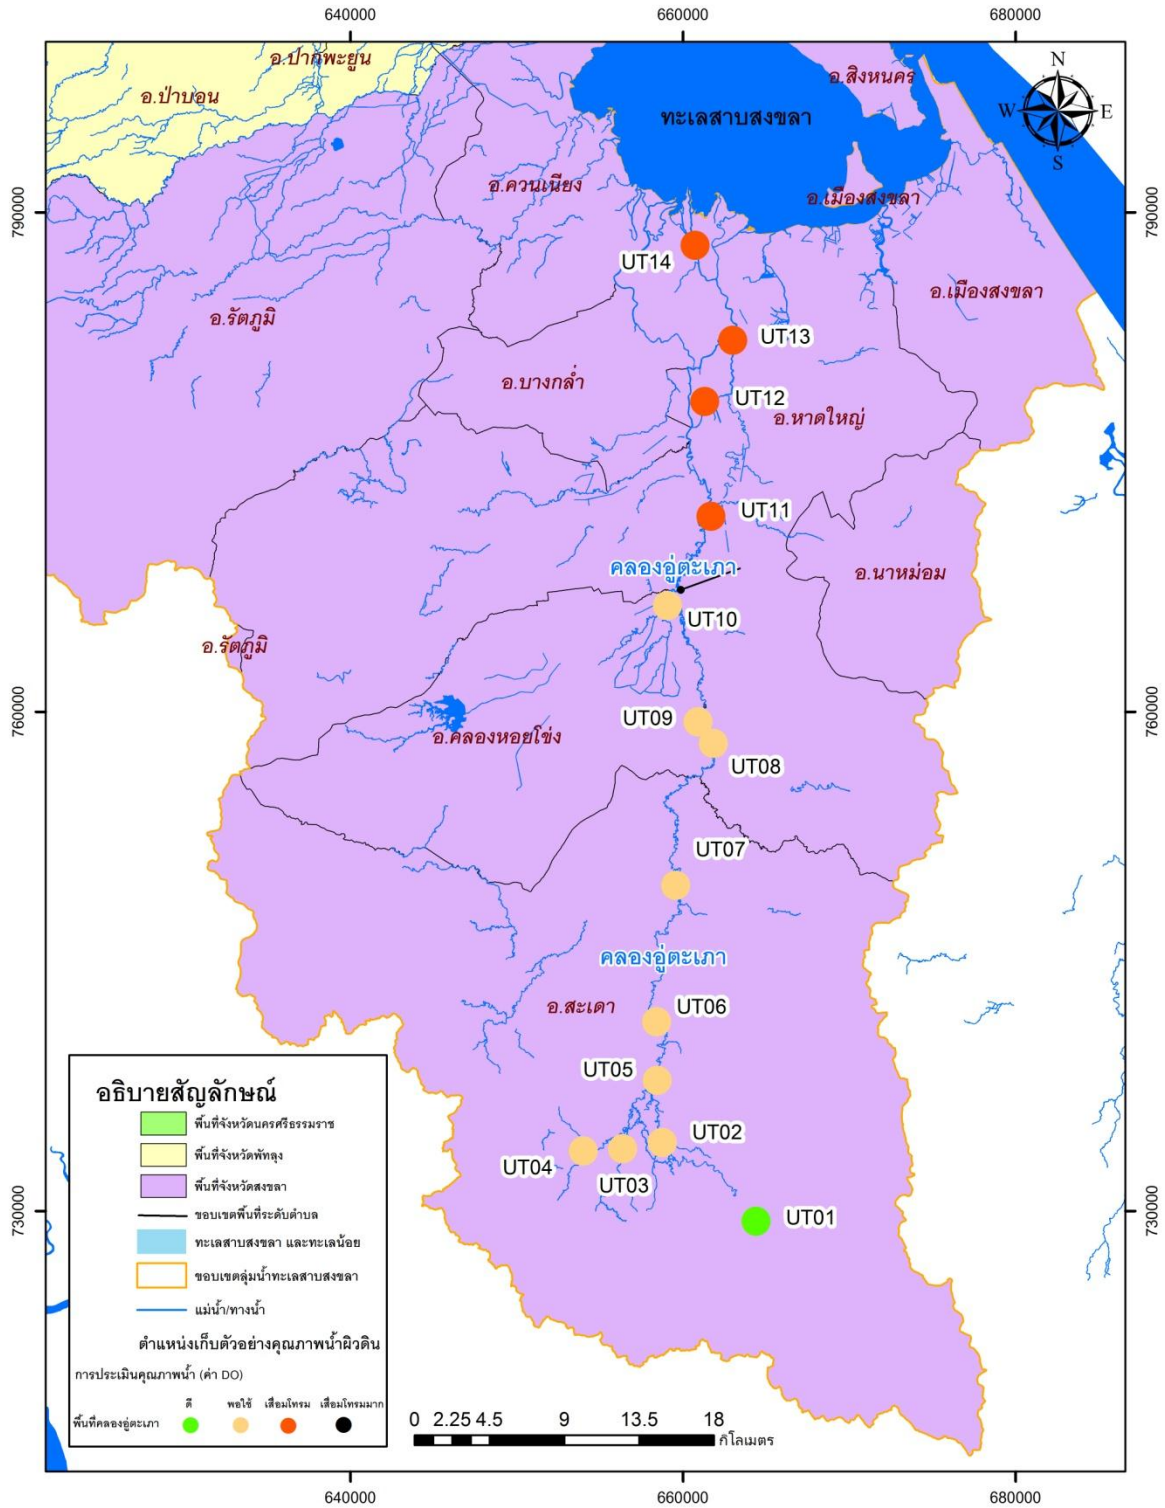 640000
660000
680000
อ.ปากพะยูน
อ.สิงหนคร
N
อ.ป่าบอน
ทะเลสาบสงขลา
W
E
S
อ.ควนเนียง
อ.เมืองสงขลา
790000
790000
UT14
อ.เมืองสงขลา
อ.รัตภูมิ
UT13
อ.บางกล่ำ
UT12
อ.หาดใหญ่
UT11
คลองอู่ตะเภา
อ.นาหม่อม
UT10
อ.รัตภูมิ
760000
760000
UT09
อ.คลองหอยโข่ง
UT08
UT07
คลองอู่ตะเภา
อ.สะเดา
UT06
UT05
UT02
UT04
UT03
730000
730000
UT01
อธิบายสัญลักษณ์
พื้นที่จังหวัดนครศรีธรรมราช
พื้นที่จังหวัดพัทลุง
พื้นที่จังหวัดสงขลา
ขอบเขตพื้นที่ระดับตำบล
ทะเลสาบสงขลา และทะเลน้อย
ขอบเขตลุ่มน้ำทะเลสาบสงขลา
แม่น้ำ/ทางน้ำ
ตำแหน่งเก็บตัวอย่างคุณภาพน้ำผิวดิน
การประเมินคุณภาพน้ำ (ค่า DO)
ดี พอใช้ เสื่อมโทรม เสื่อมโทรมมาก
พื้นที่คลองอู่ตะเภา
0 2.25 4.5 9 13.5 18
กิโลเมตร
640000
660000
680000